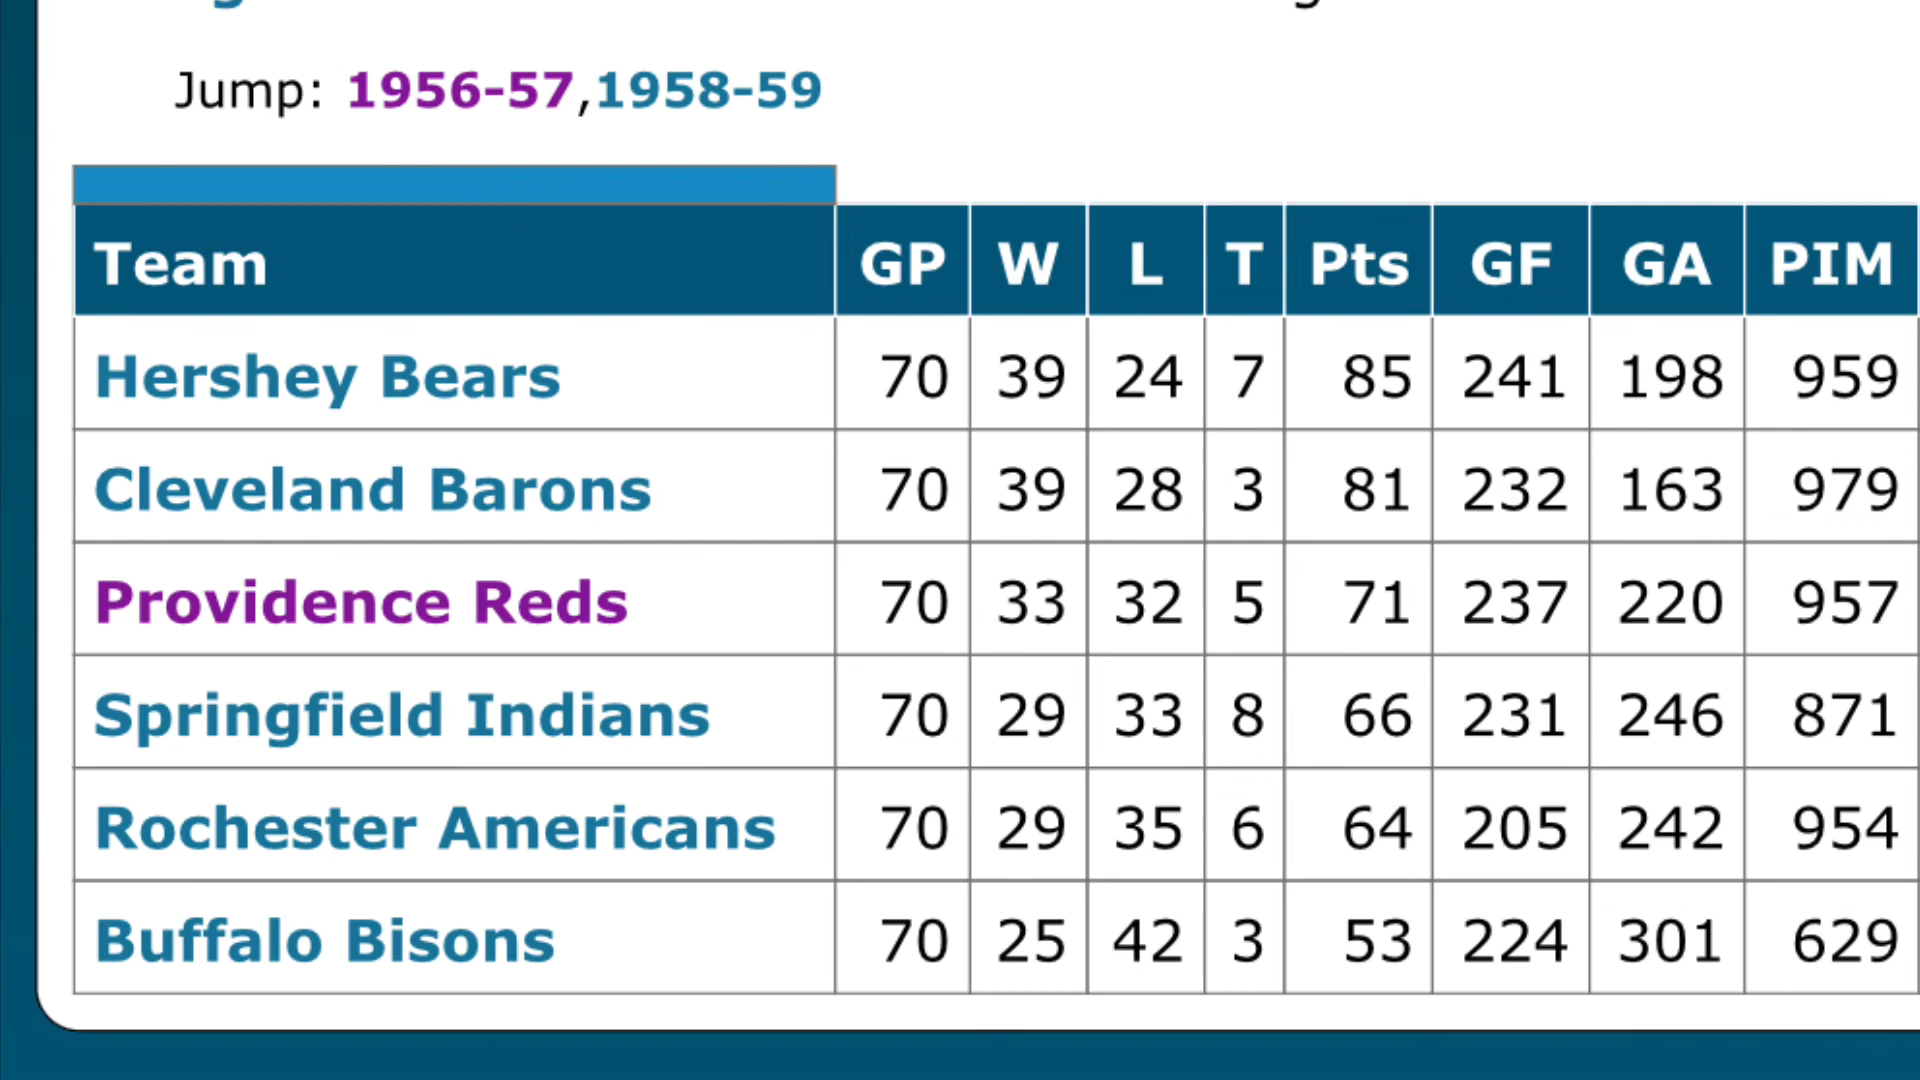 Jump: 1956-57,1958-59
Team GP W L T Pts GF GA PIM
Hershey Bears 70 39 24 7 85 241 198 959
Cleveland Barons 70 39 28 3 81 232 163 979
Providence Reds 70 33 32 5 71 237 220 957
Springfield Indians 70 29 33 8 66 231 246 871
Rochester Americans 70 29 35 6 64 205 242 954
Buffalo Bisons 70 25 42 3 53 224 301 629